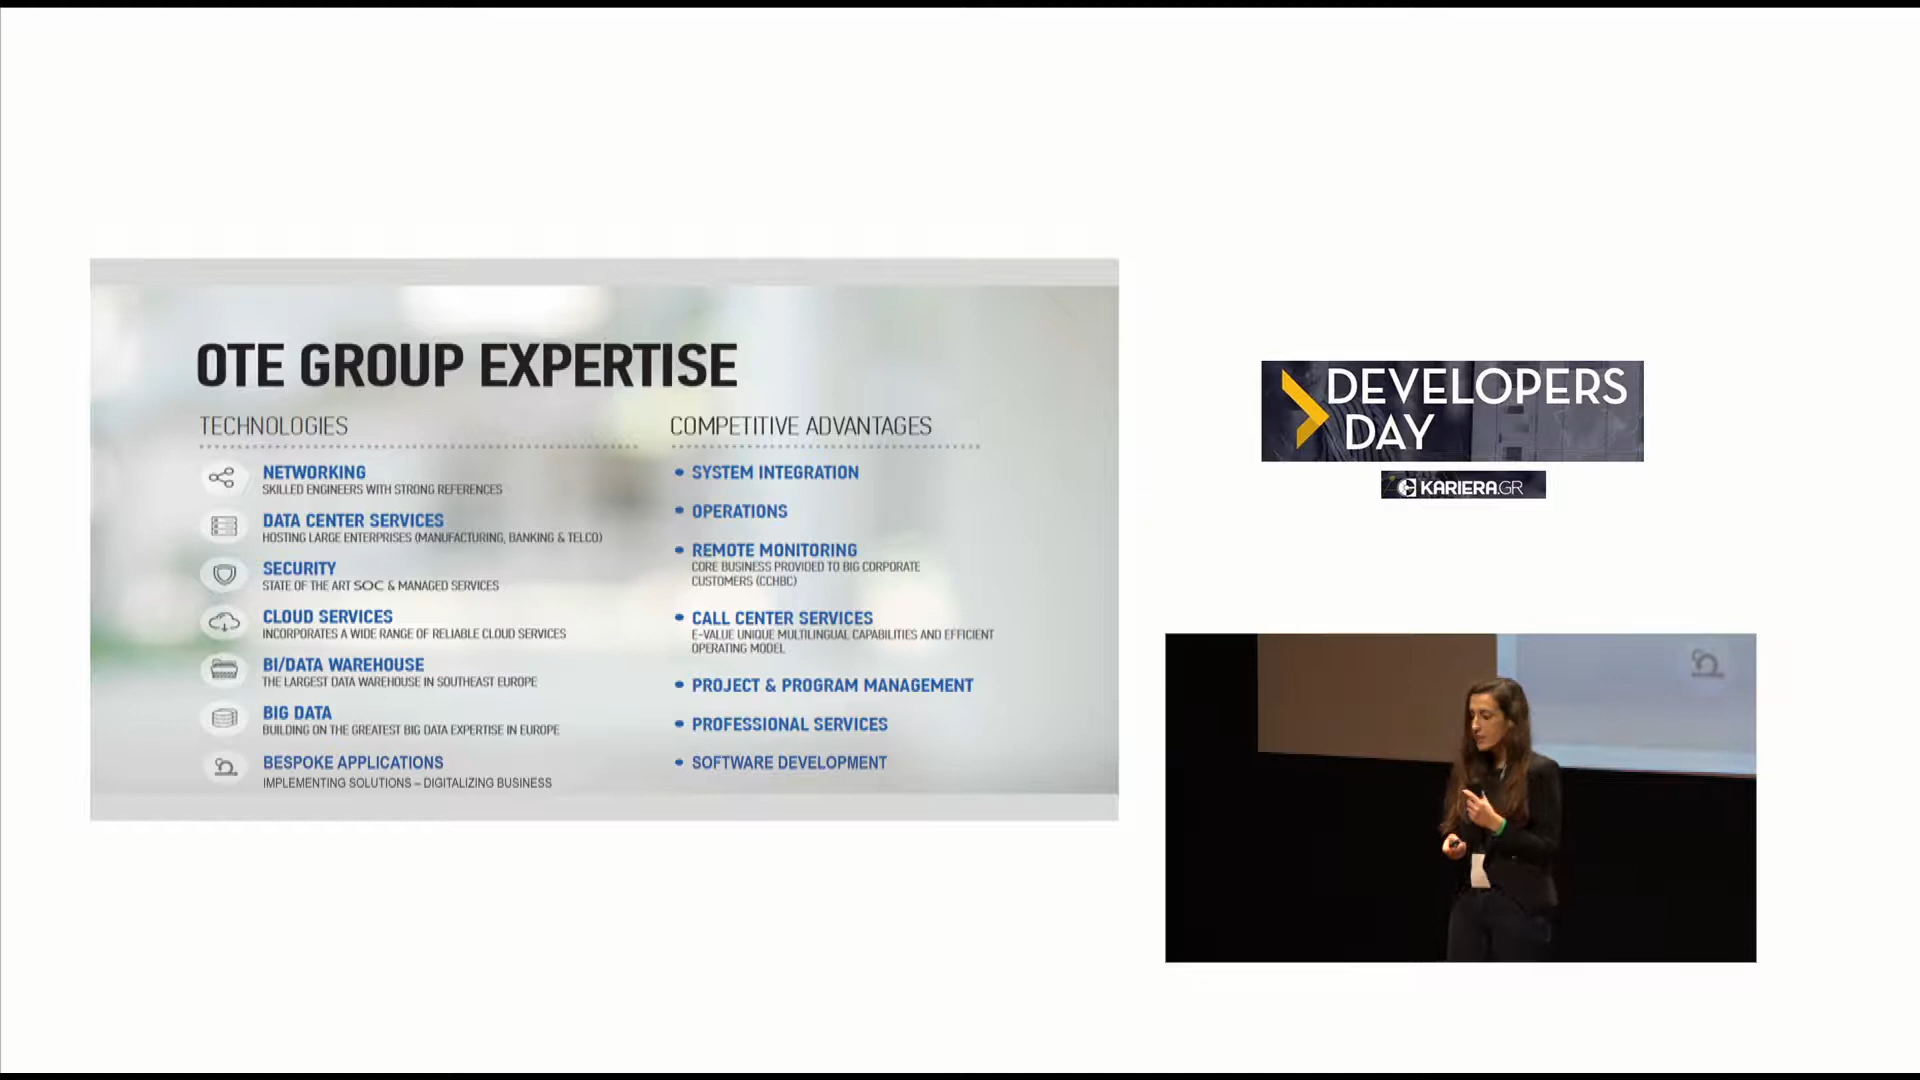 OTE GROUP EXPERTISE
TECHNOLOGIES
NETWORKING
SKILLED ENGINEERS WITH STRONG REFERENCES
DATA CENTER SERVICES
HOSTING LARGE ENTERPRISES (MANUFACTURING, BANKING & TELCO)
SECURITY
STATE OF THE ART SOC & MANAGED SERVICES
CLOUD SERVICES
INCORPORATES A WIDE RANGE OF RELIABLE CLOUD SERVICES
BI/DATA WAREHOUSE
THE LARGEST DATA WAREHOUSE IN SOUTHEAST EUROPE
BIG DATA
BUILDING ON THE GREATEST BIG DATA EXPERTISE IN EUROPE
BESPOKE APPLICATIONS
IMPLEMENTING SOLUTIONS – DIGITALIZING BUSINESS
COMPETITIVE ADVANTAGES
• SYSTEM INTEGRATION
• OPERATIONS
• REMOTE MONITORING
CORE BUSINESS PROVIDED TO BIG CORPORATE
CUSTOMERS (CCHBC)
• CALL CENTER SERVICES
E-VALUE UNIQUE MULTILINGUAL CAPABILITIES AND EFFICIENT
OPERATING MODEL
• PROJECT & PROGRAM MANAGEMENT
• PROFESSIONAL SERVICES
• SOFTWARE DEVELOPMENT
DEVELOPERS
DAY
KARIERA.GR